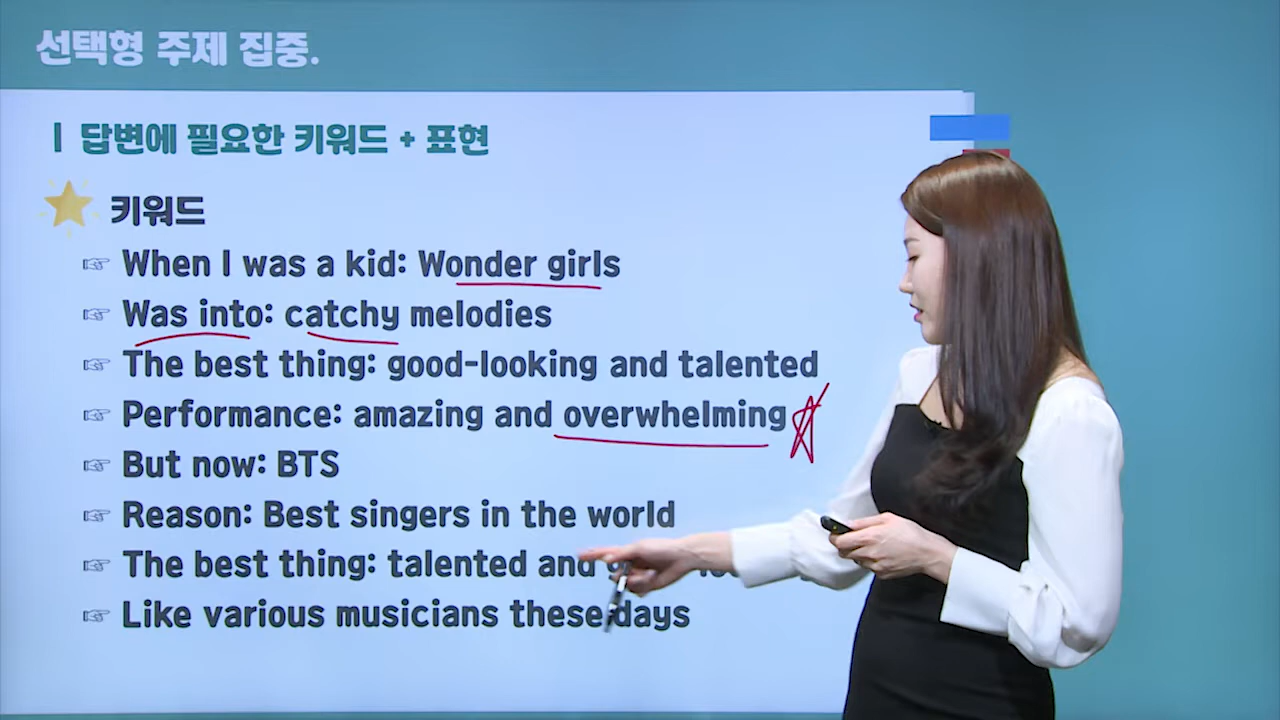 선택형 주제 집중.
| 답변에 필요한 키워드 + 표현
키워드
☞ When I was a kid: Wonder girls
☞ Was into: catchy melodies
☞ The best thing: good-looking and talented
☞ Performance: amazing and overwhelming
☞ But now: BTS
☞ Reason: Best singers in the world
☞ The best thing: talented and
☞ Like various musicians these days